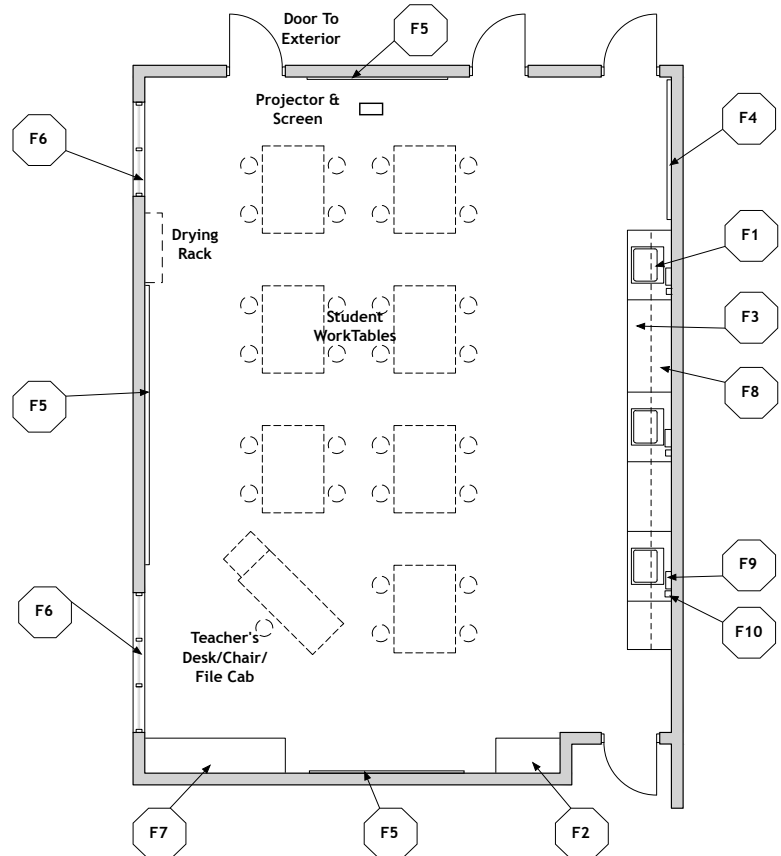 Door To
Exterior
F5
Projector &
Screen
F4
F6
Drying
Rack
F1
Student
WorkTables
F3
F8
F5
F9
F6
F10
Teacher's
Desk/Chair/
File Cab
F7
F5
F2